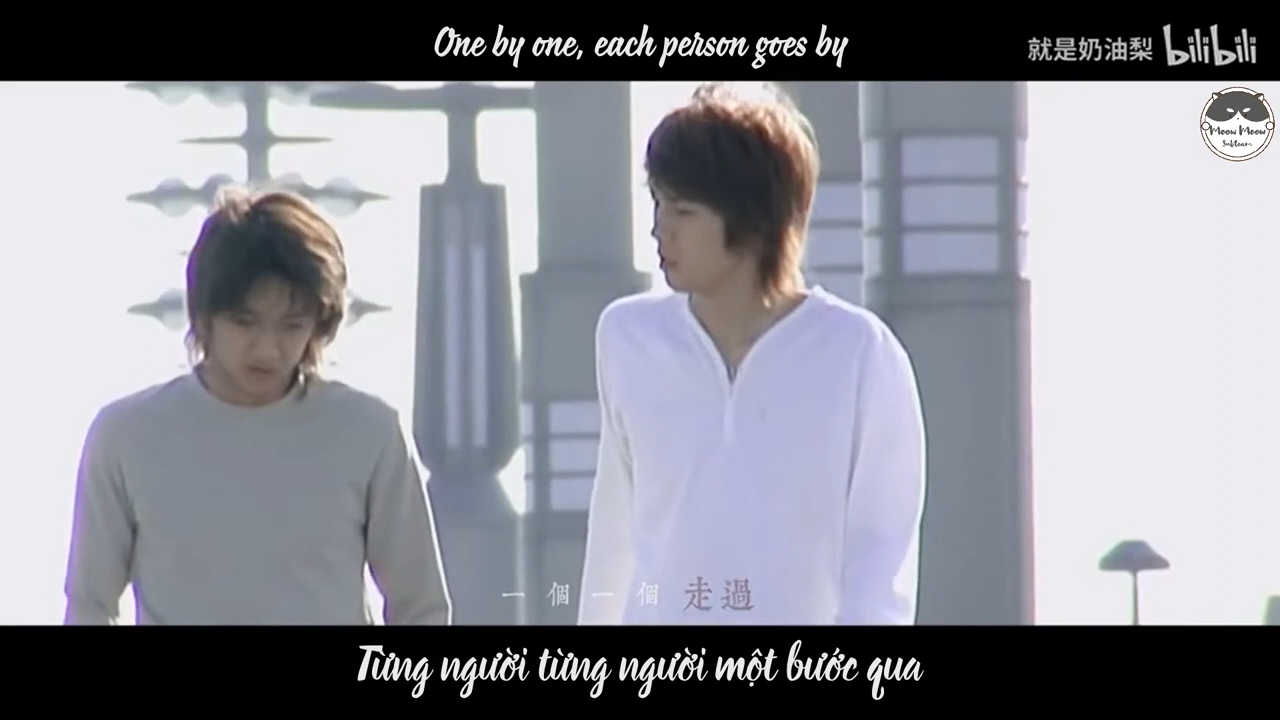 One by one, each person goes by
就是奶油梨 bilibili
Meow Meow
Subteam
一個一個 走過
Từng người từng người một bước qua